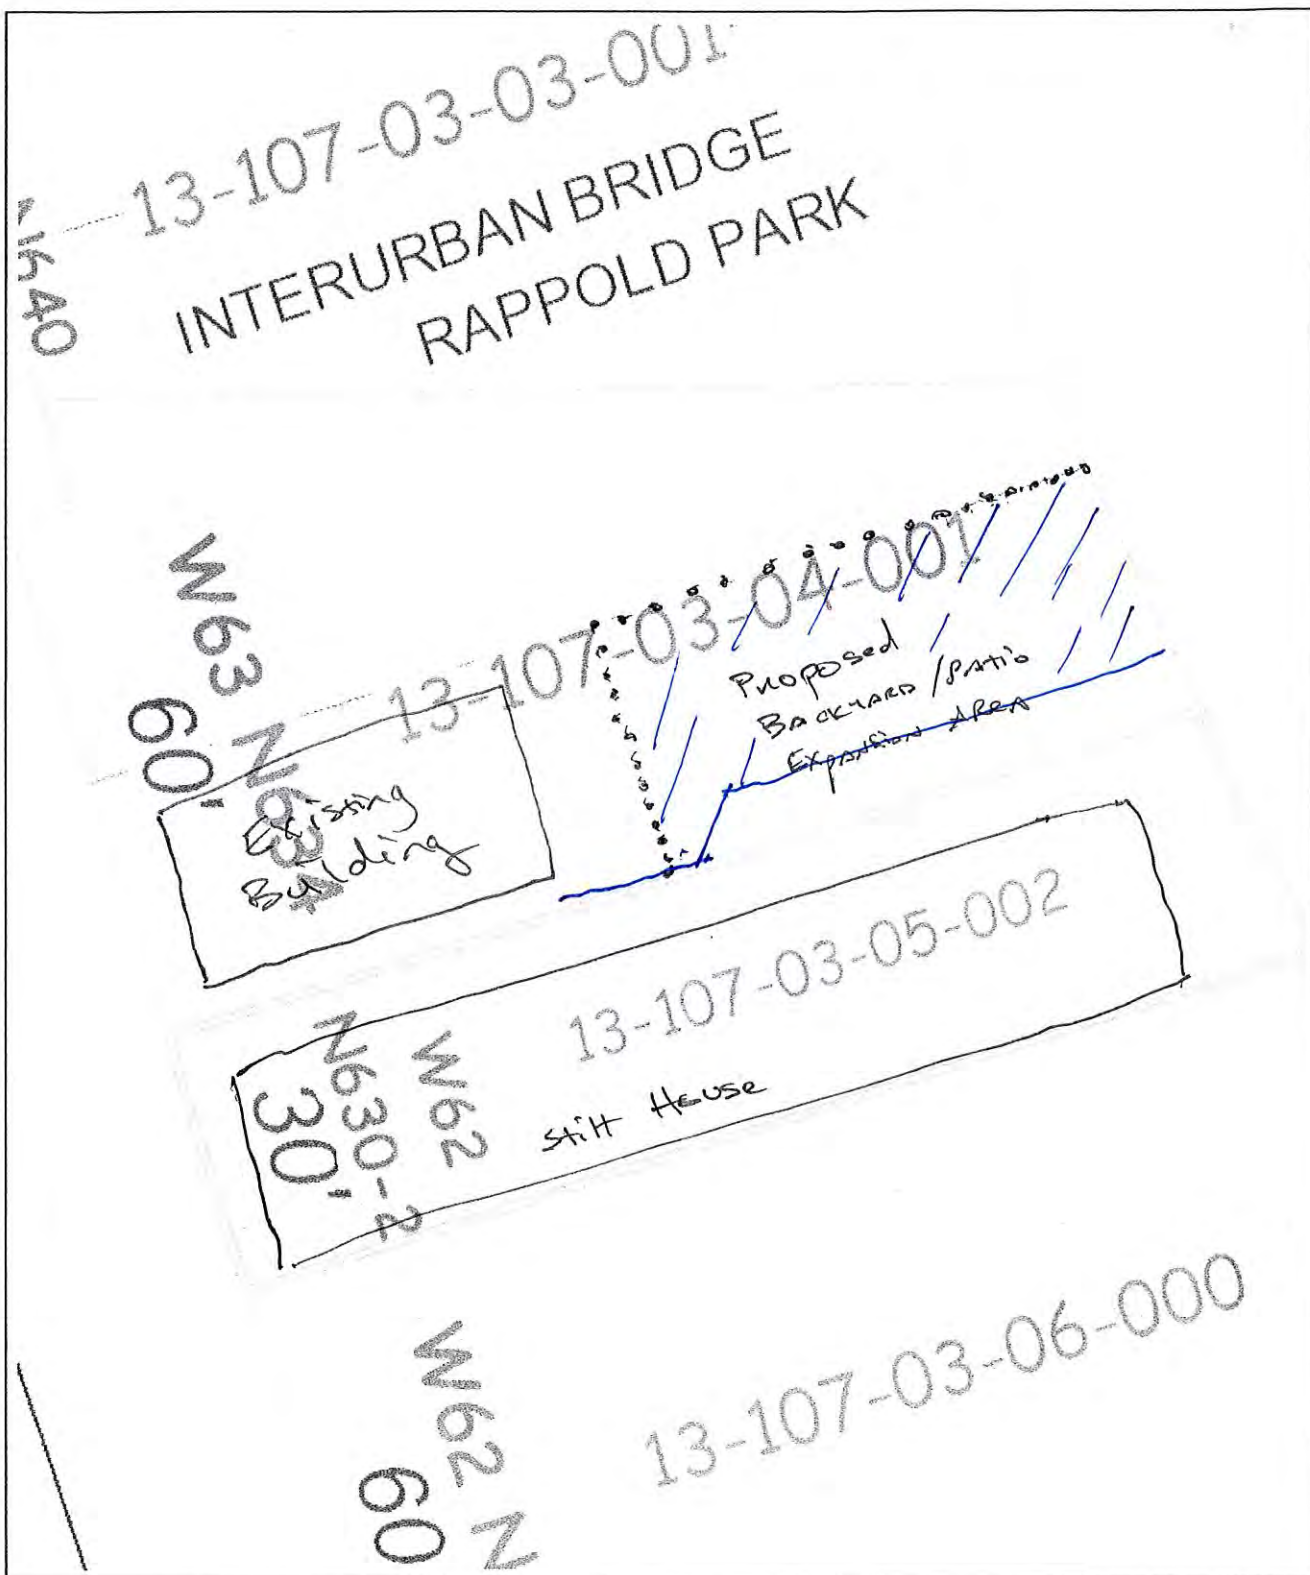 13-107-03-03-001
INTERURBAN BRIDGE
RAPPOLD PARK
W63 N634
60'
13-107-03-04-001
Proposed
BACKYARD / PATIO
Expansion AREA
Existing
Building
13-107-03-05-002
W62
N630-2
30'
Stilt House
13-107-03-06-000
W62 N
60